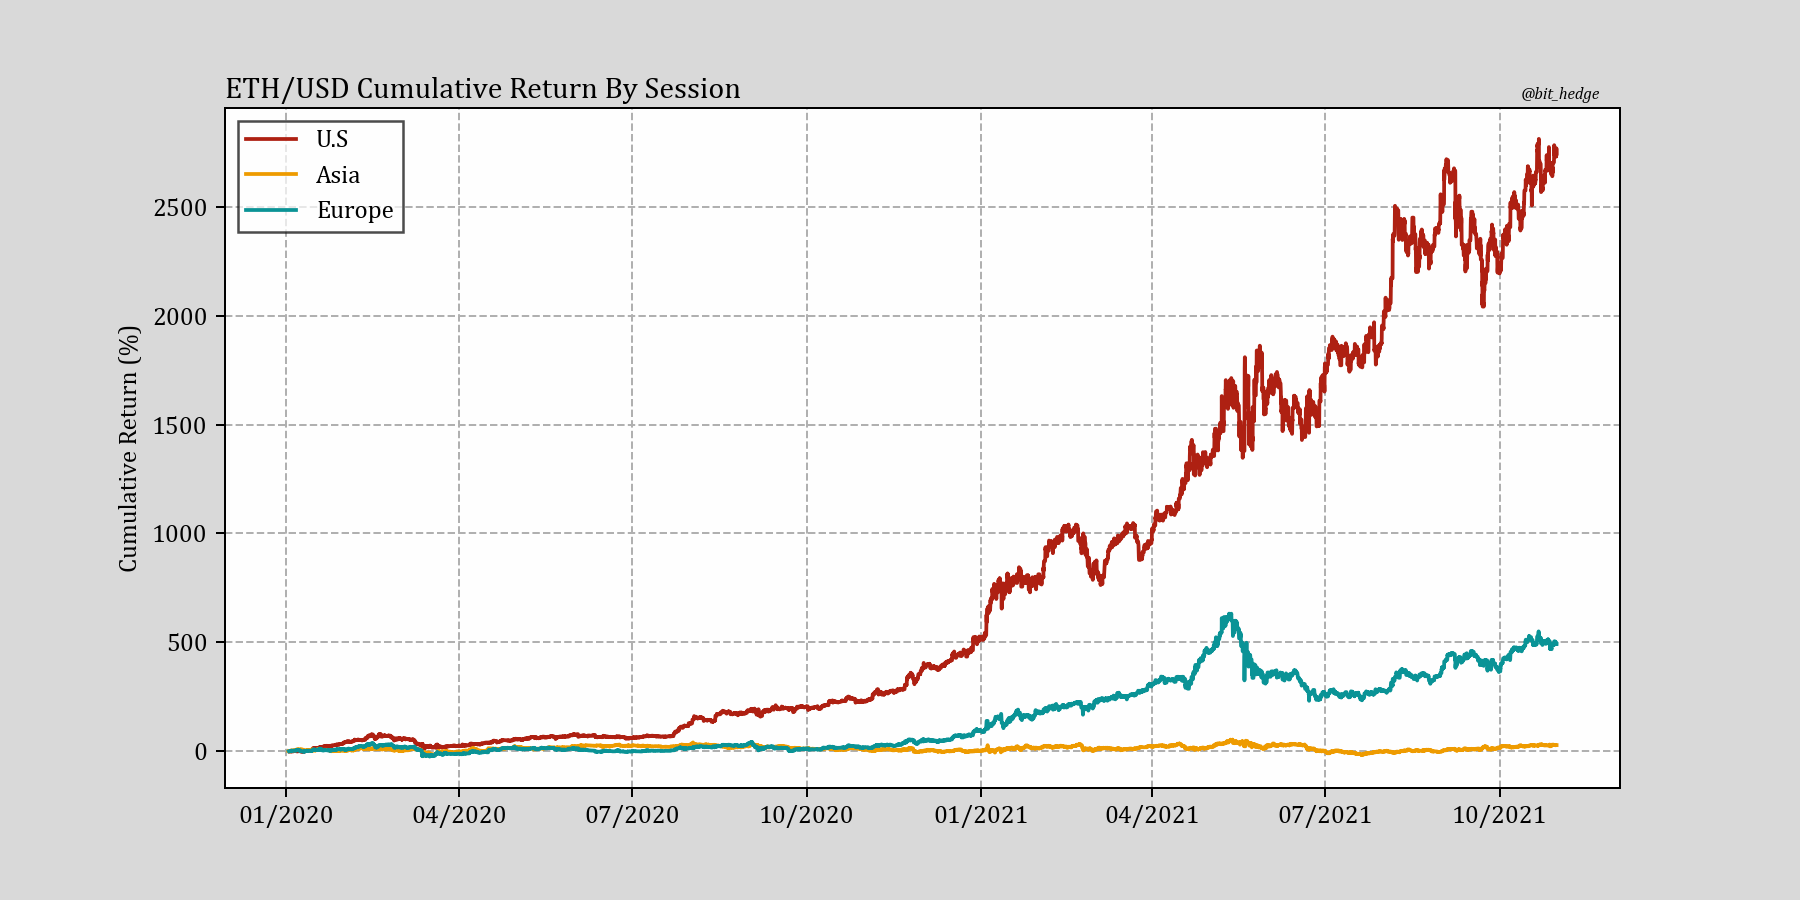 ETH/USD Cumulative Return By Session
@bit_hedge
U.S
Asia
Europe
Cumulative Return (%)
2500
2000
1500
1000
500
0
01/2020 04/2020 07/2020 10/2020 01/2021 04/2021 07/2021 10/2021